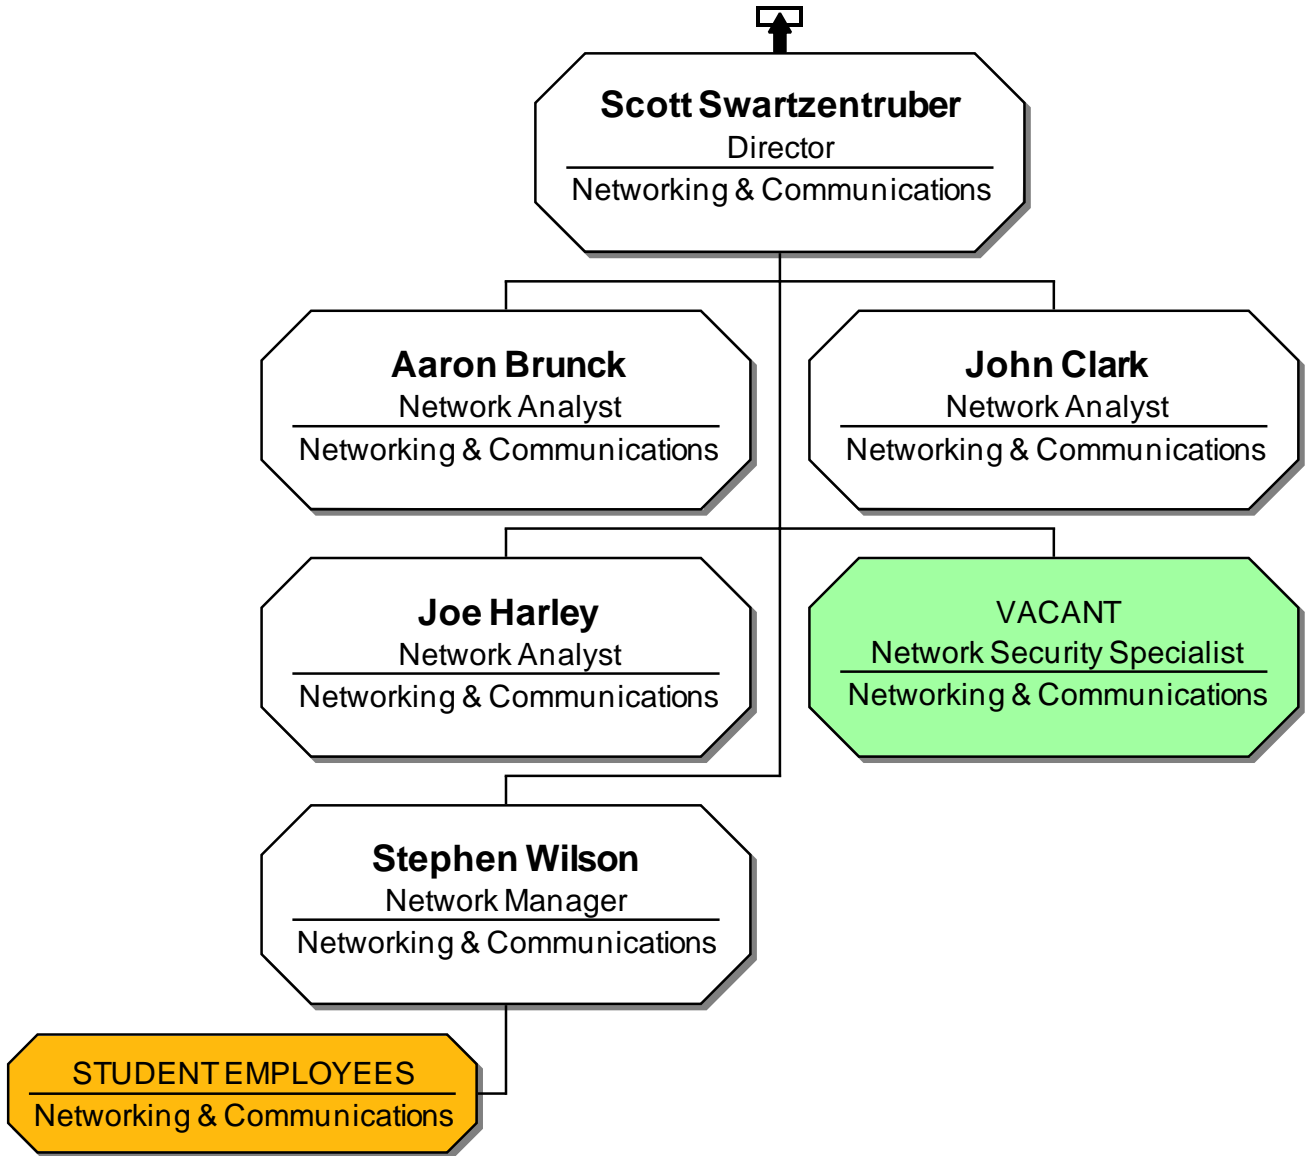 Scott Swartzentruber
Director
Networking & Communications
Aaron Brunck
Network Analyst
Networking & Communications
John Clark
Network Analyst
Networking & Communications
Joe Harley
Network Analyst
Networking & Communications
VACANT
Network Security Specialist
Networking & Communications
Stephen Wilson
Network Manager
Networking & Communications
STUDENT EMPLOYEES
Networking & Communications